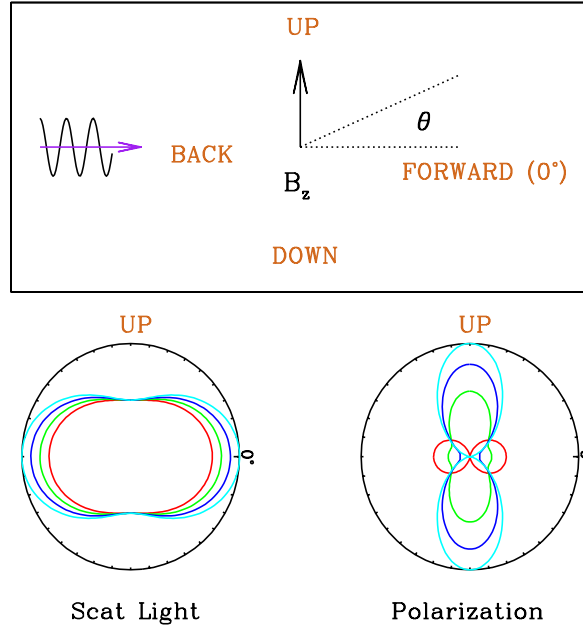 UP
θ
BACK
FORWARD (0°)
B_z
DOWN
UP
UP
0°
Scat Light
Polarization